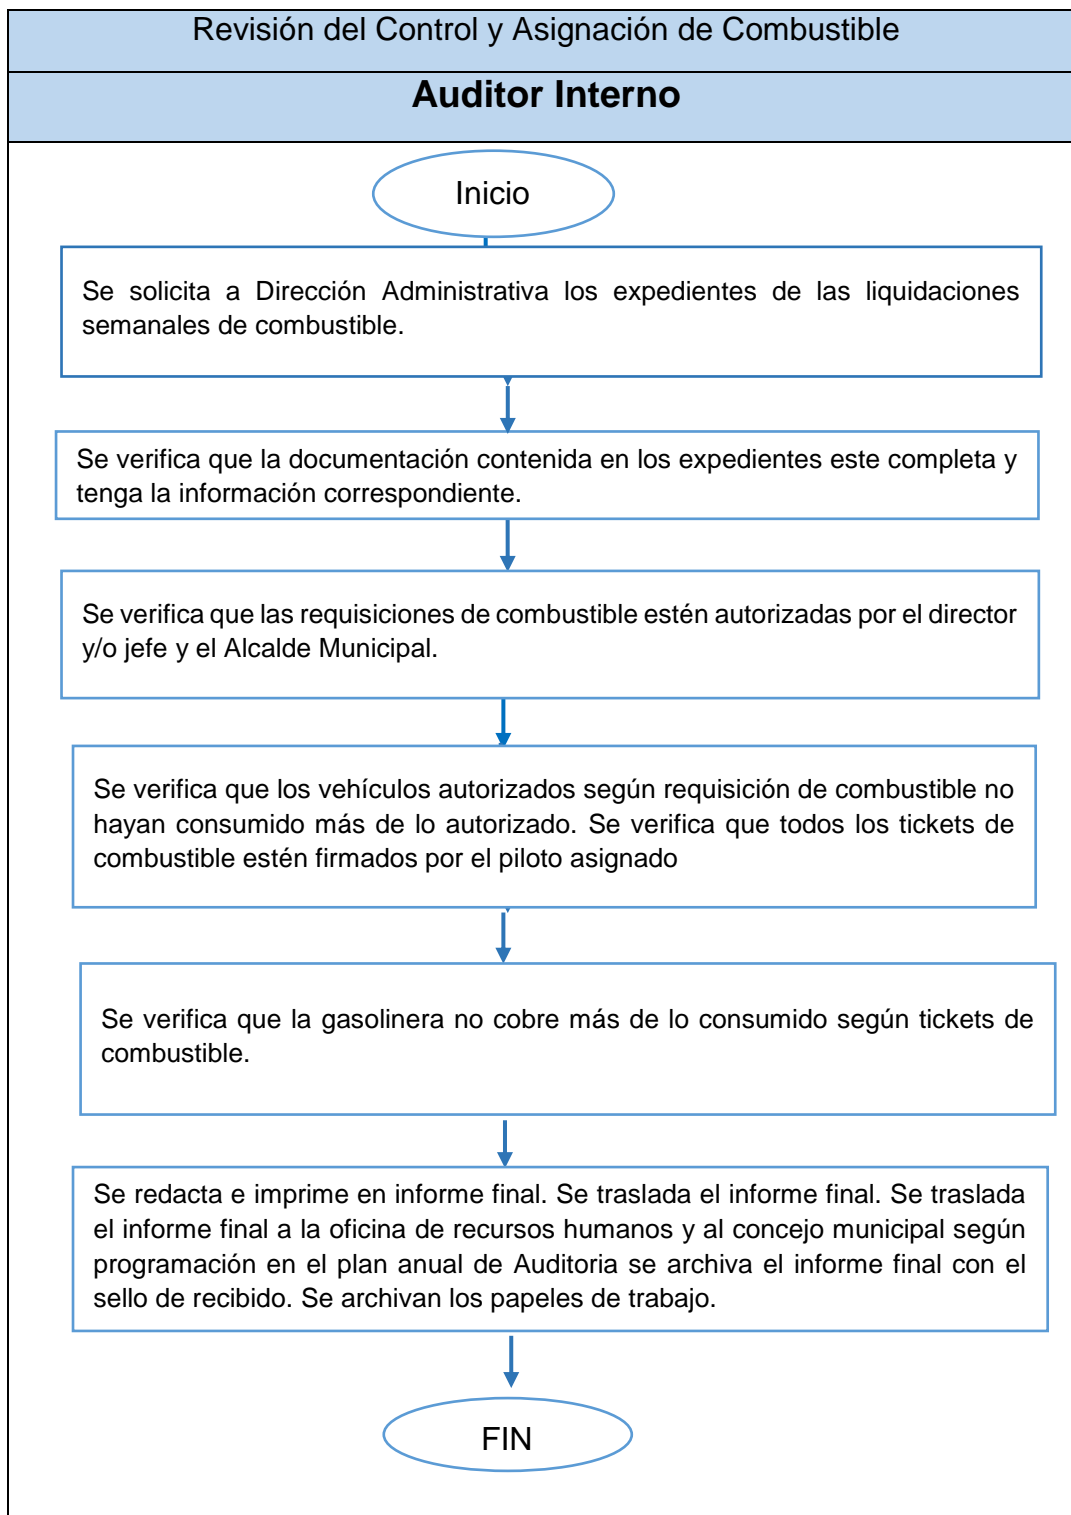 Revisión del Control y Asignación de Combustible
Auditor Interno
Inicio
Se solicita a Dirección Administrativa los expedientes de las liquidaciones
semanales de combustible.
Se verifica que la documentación contenida en los expedientes este completa y
tenga la información correspondiente.
Se verifica que las requisiciones de combustible estén autorizadas por el director
y/o jefe y el Alcalde Municipal.
Se verifica que los vehículos autorizados según requisición de combustible no
hayan consumido más de lo autorizado. Se verifica que todos los tickets de
combustible estén firmados por el piloto asignado
Se verifica que la gasolinera no cobre más de lo consumido según tickets de
combustible.
Se redacta e imprime en informe final. Se traslada el informe final. Se traslada
el informe final a la oficina de recursos humanos y al concejo municipal según
programación en el plan anual de Auditoria se archiva el informe final con el
sello de recibido. Se archivan los papeles de trabajo.
FIN